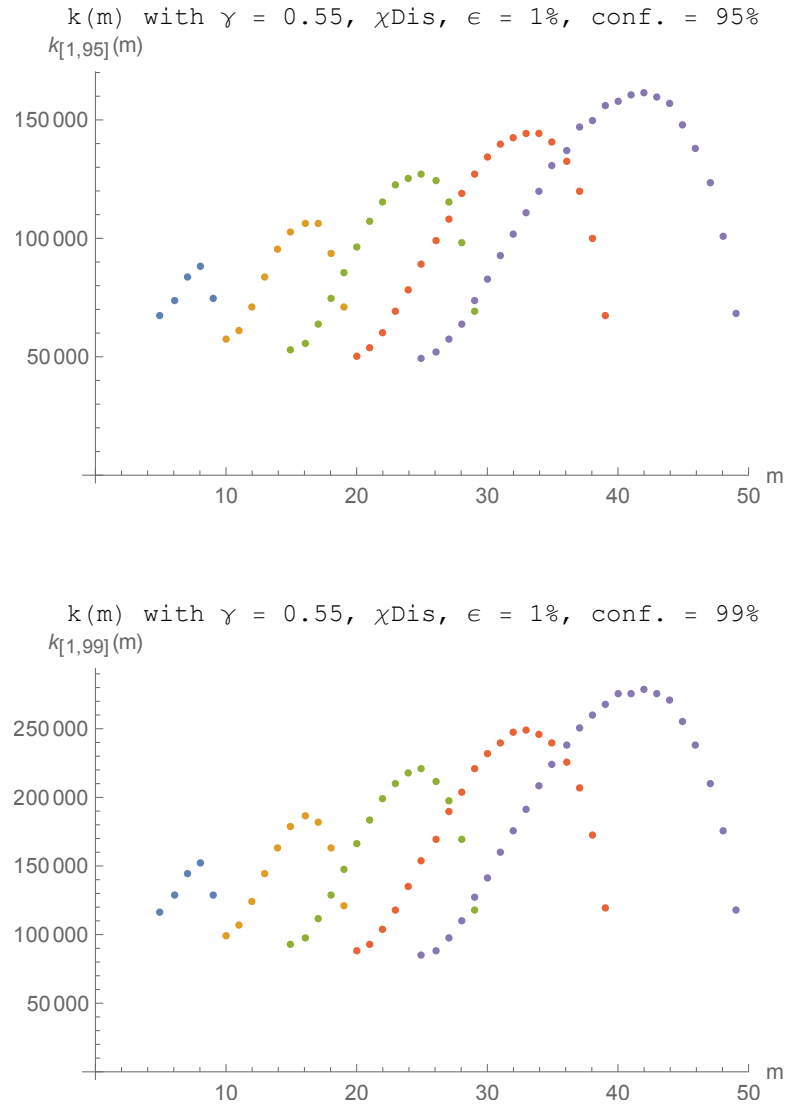 k(m) with γ = 0.55, χDis, ϵ = 1%, conf. = 95%
k[1,95](m)
150 000
100 000
50 000
10 20 30 40 50 m
k(m) with γ = 0.55, χDis, ϵ = 1%, conf. = 99%
k[1,99](m)
250 000
200 000
150 000
100 000
50 000
10 20 30 40 50 m